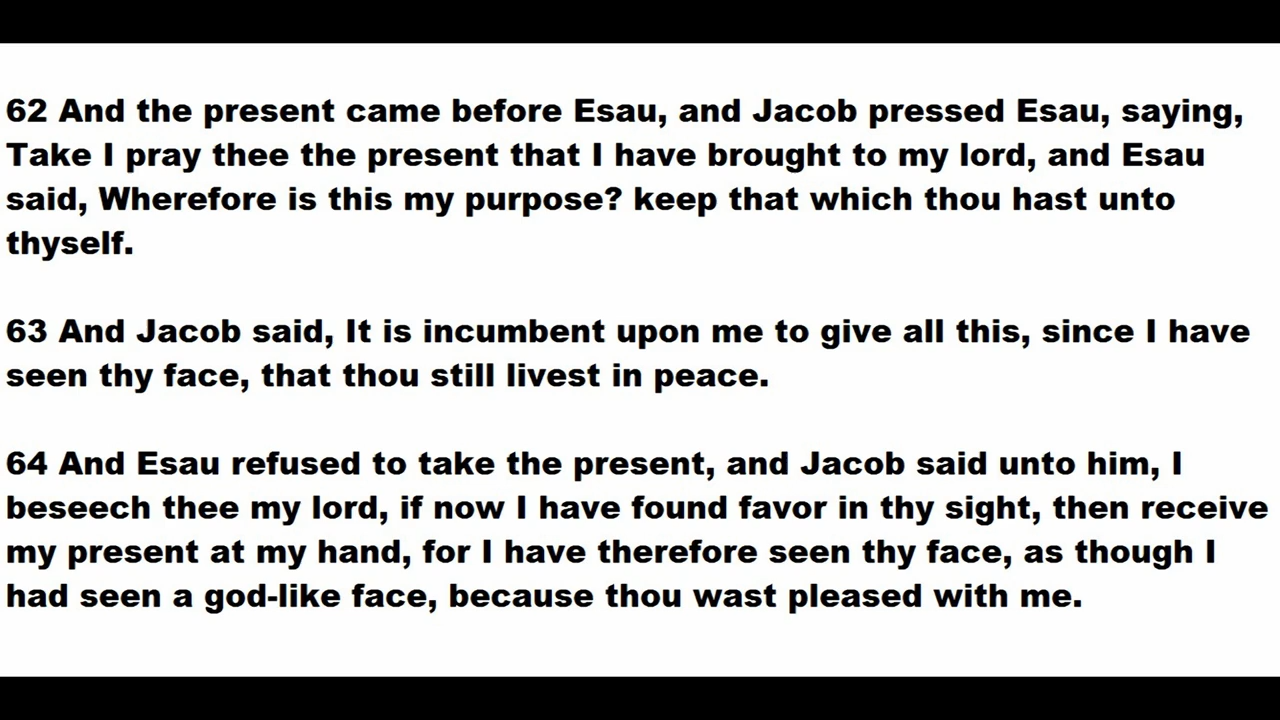 62 And the present came before Esau, and Jacob pressed Esau, saying,
Take I pray thee the present that I have brought to my lord, and Esau
said, Wherefore is this my purpose? keep that which thou hast unto
thyself.
63 And Jacob said, It is incumbent upon me to give all this, since I have
seen thy face, that thou still livest in peace.
64 And Esau refused to take the present, and Jacob said unto him, I
beseech thee my lord, if now I have found favor in thy sight, then receive
my present at my hand, for I have therefore seen thy face, as though I
had seen a god-like face, because thou wast pleased with me.